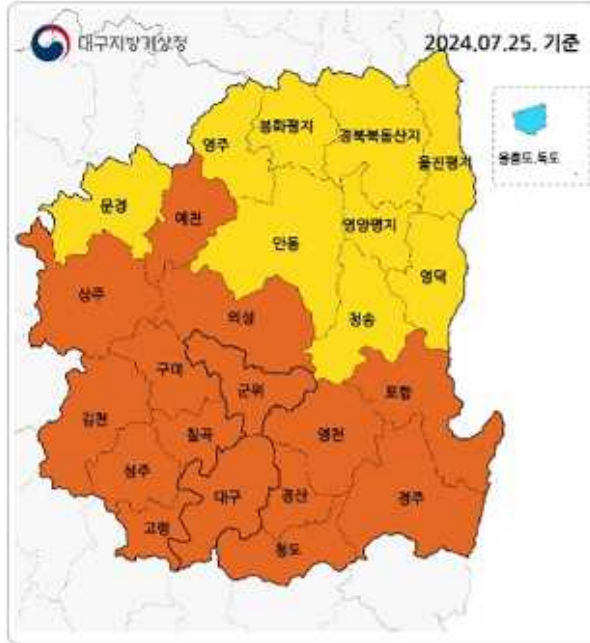 대구지방기상청
2024.07.25. 기준
봉화평지
경북북동산지
영주
울진평지
울릉도.독도
문경
예천
영양평지
안동
영덕
상주
의성
청송
구미
군위
포항
김천
칠곡
영천
성주
대구
경산
경주
고령
청도